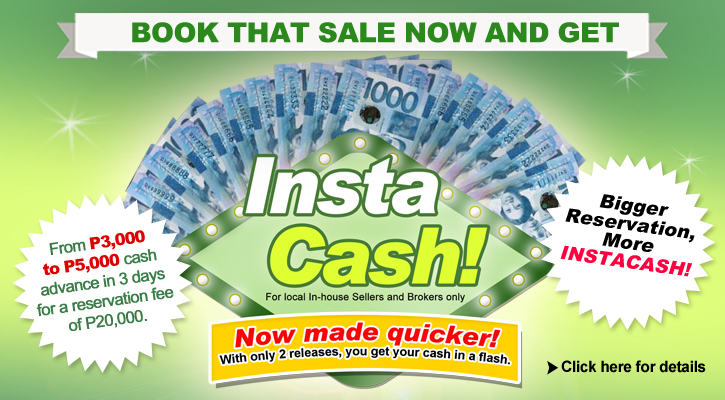 BOOK THAT SALE NOW AND GET
1000
Insta
Cash!
For local In-house Sellers and Brokers only
From P3,000
to P5,000 cash
advance in 3 days
for a reservation fee
of P20,000.
Bigger
Reservation,
More
INSTACASH!
Now made quicker!
With only 2 releases, you get your cash in a flash.
Click here for details